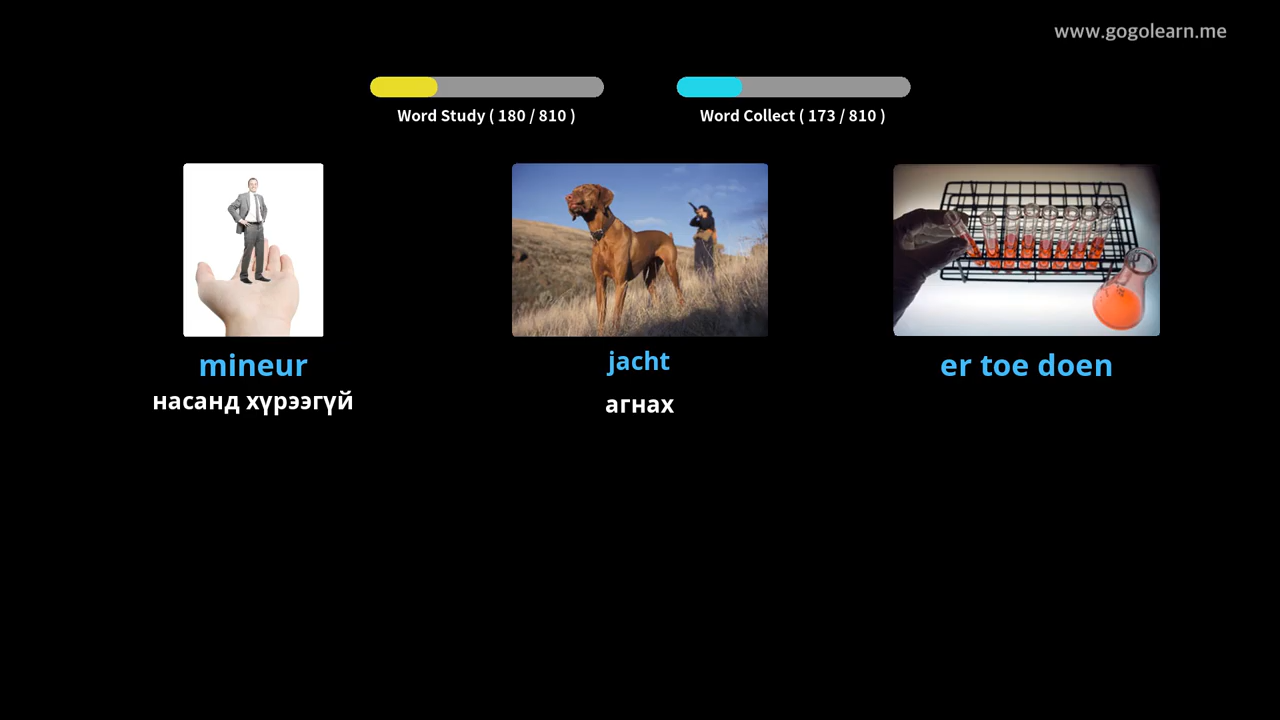 www.gogolearn.me
Word Study ( 180 / 810 )
Word Collect ( 173 / 810 )
mineur
насанд хүрээгүй
jacht
агнах
er toe doen